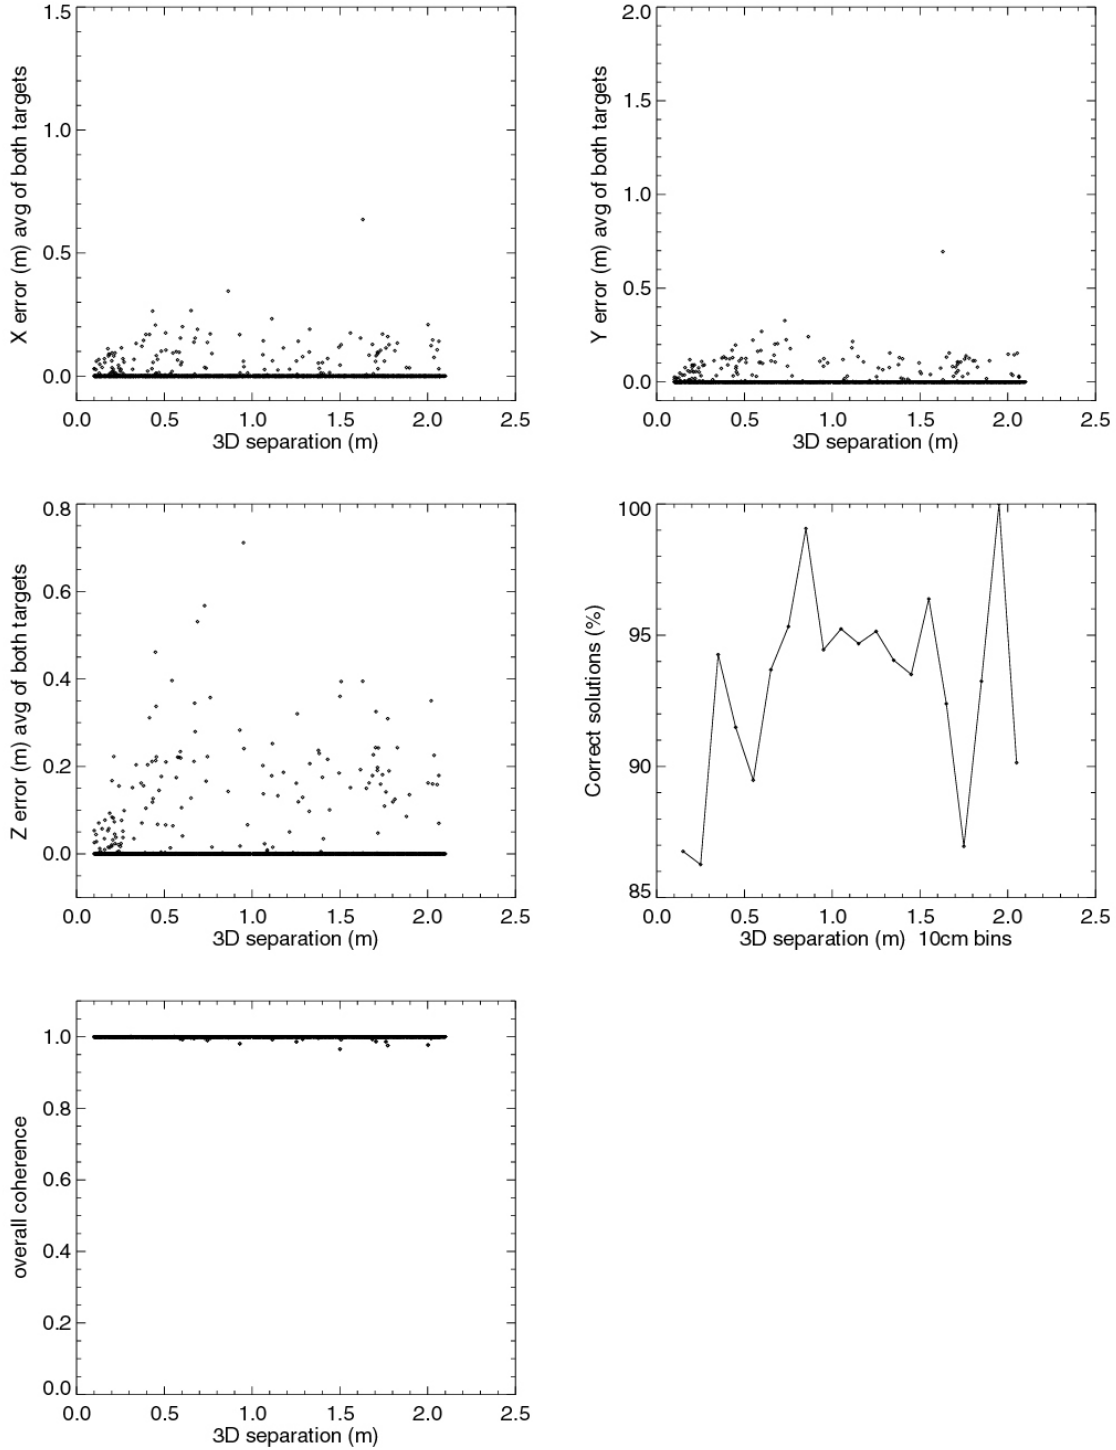 1.5
1.0
0.5
0.0
X error (m) avg of both targets
0.0 0.5 1.0 1.5 2.0 2.5
3D separation (m)
2.0
1.5
1.0
0.5
0.0
Y error (m) avg of both targets
0.0 0.5 1.0 1.5 2.0 2.5
3D separation (m)
0.8
0.6
0.4
0.2
0.0
Z error (m) avg of both targets
0.0 0.5 1.0 1.5 2.0 2.5
3D separation (m)
100
95
90
85
Correct solutions (%)
0.0 0.5 1.0 1.5 2.0 2.5
3D separation (m) 10cm bins
1.0
0.8
0.6
0.4
0.2
0.0
overall coherence
0.0 0.5 1.0 1.5 2.0 2.5
3D separation (m)